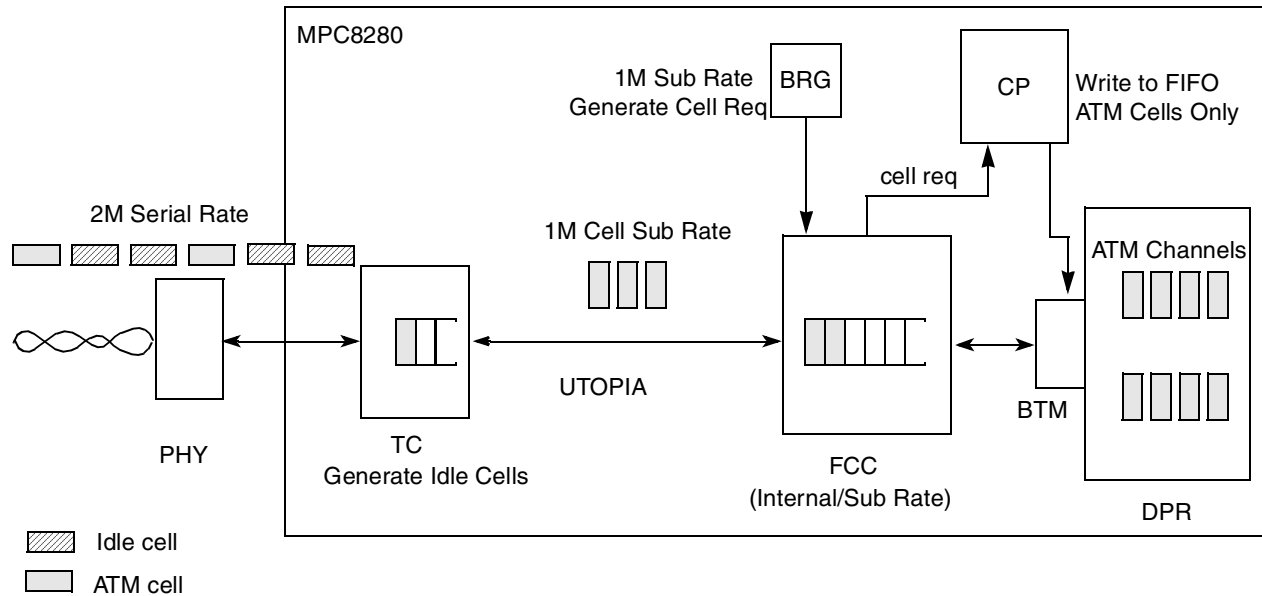 MPC8280
1M Sub Rate
Generate Cell Req
BRG
CP
Write to FIFO
ATM Cells Only
cell req
2M Serial Rate
1M Cell Sub Rate
ATM Channels
UTOPIA
BTM
PHY
TC
Generate Idle Cells
FCC
(Internal/Sub Rate)
DPR
Idle cell
ATM cell